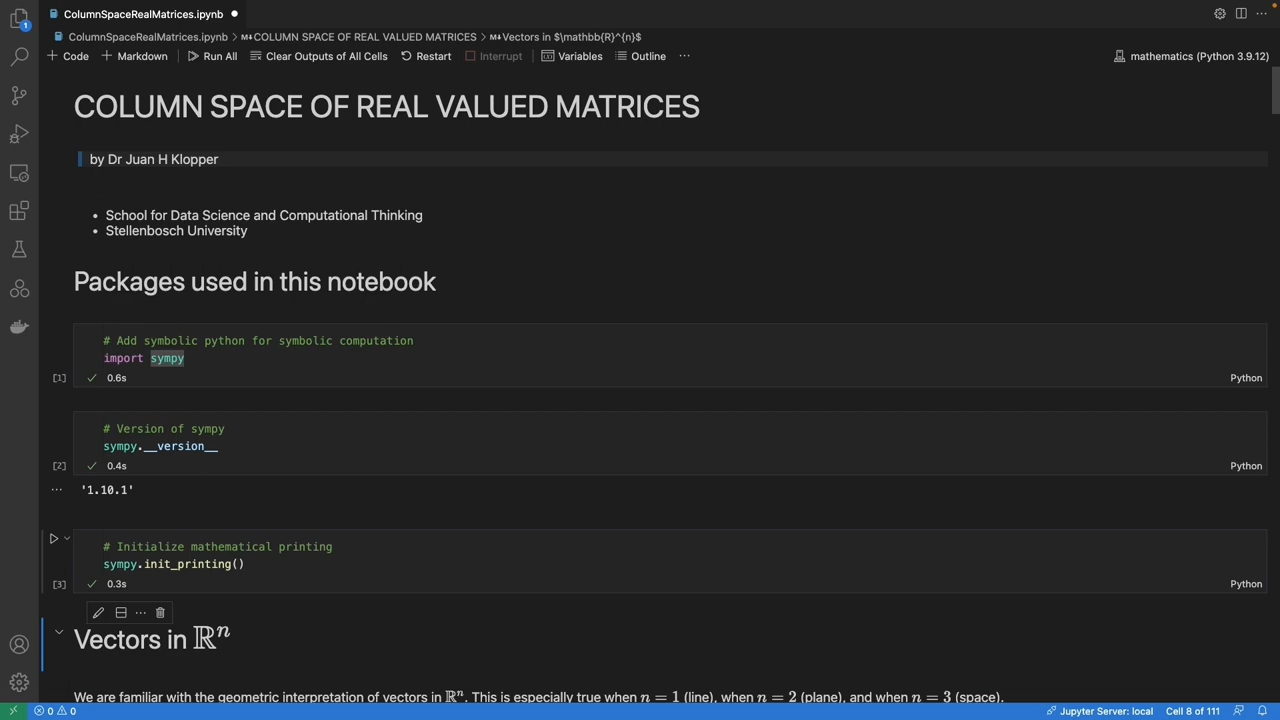 ColumnSpaceRealMatrices.ipynb
ColumnSpaceRealMatrices.ipynb > M↓COLUMN SPACE OF REAL VALUED MATRICES > M↓Vectors in $\mathbb{R}^{n}$
+ Code + Markdown Run All Clear Outputs of All Cells Restart Interrupt Variables Outline ... mathematics (Python 3.9.12)
1
COLUMN SPACE OF REAL VALUED MATRICES
by Dr Juan H Klopper
• School for Data Science and Computational Thinking
• Stellenbosch University
Packages used in this notebook
# Add symbolic python for symbolic computation
import sympy
[1] ✓ 0.6s Python
# Version of sympy
sympy.__version__
[2] ✓ 0.4s Python
... '1.10.1'
# Initialize mathematical printing
sympy.init_printing()
[3] ✓ 0.3s Python
Vectors in ℝⁿ
We are familiar with the geometric interpretation of vectors in ℝⁿ. This is especially true when n = 1 (line), when n = 2 (plane), and when n = 3 (space).
0 0 Jupyter Server: local Cell 8 of 111